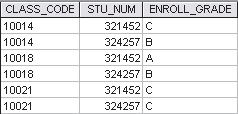 CLASS_CODE STU_NUM ENROLL_GRADE
10014 321452 C
10014 324257 B
10018 321452 A
10018 324257 B
10021 321452 C
10021 324257 C